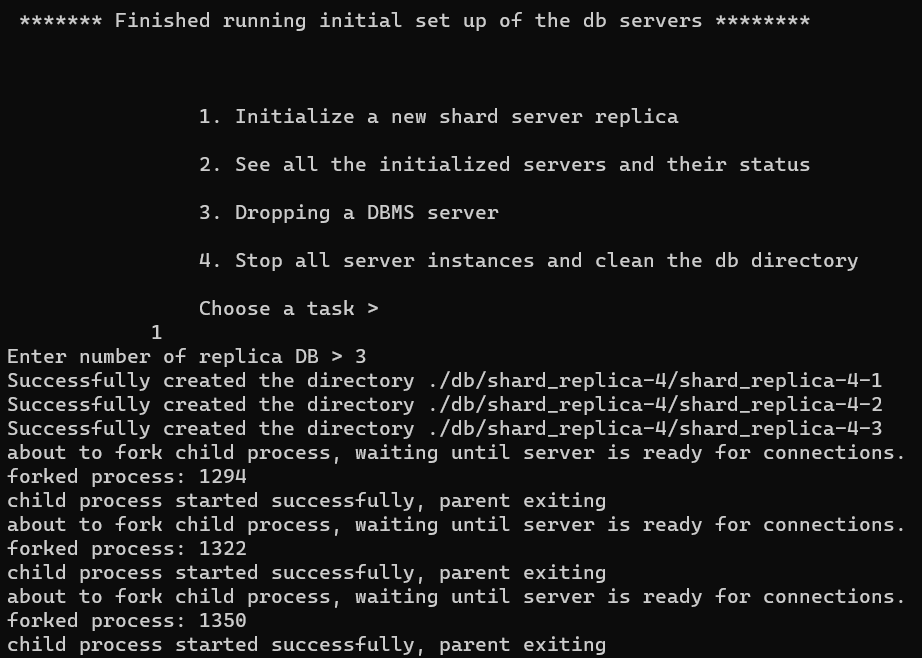 ******* Finished running initial set up of the db servers ********
1. Initialize a new shard server replica
2. See all the initialized servers and their status
3. Dropping a DBMS server
4. Stop all server instances and clean the db directory
Choose a task >
1
Enter number of replica DB > 3
Successfully created the directory ./db/shard_replica-4/shard_replica-4-1
Successfully created the directory ./db/shard_replica-4/shard_replica-4-2
Successfully created the directory ./db/shard_replica-4/shard_replica-4-3
about to fork child process, waiting until server is ready for connections.
forked process: 1294
child process started successfully, parent exiting
about to fork child process, waiting until server is ready for connections.
forked process: 1322
child process started successfully, parent exiting
about to fork child process, waiting until server is ready for connections.
forked process: 1350
child process started successfully, parent exiting